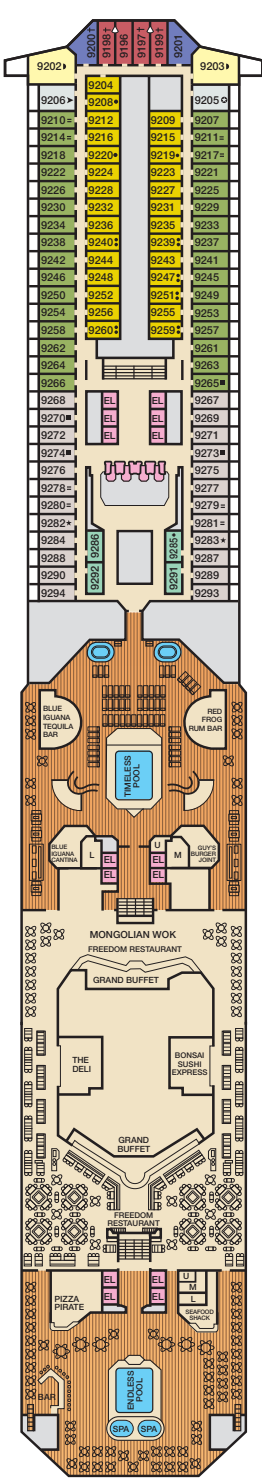 9200† 9198† 9196 9197† 9199† 9201
9202 9203
9204
9206 9208 9205
9210 9212 9209 9207
9214 9216 9215 9211
9218 9220 9219 9217
9222 9224 9223 9221
9226 9228 9227 9225
9230 9232 9231 9229
9234 9236 9235 9233
9238 9240 9239 9237
9242 9244 9243 9241
9246 9248 9247 9245
9250 9252 9251 9249
9254 9256 9255 9253
9258 9260 9259 9257
9262 9261
9264 9263
9266 9265
9268 EL EL 9267
9270 EL EL 9269
9272 EL EL 9271
9274 9273
9276 9275
9278 9277
9280 9279
9282 9281
9284 9286 9285 9283
9288 9287
9290 9292 9291 9289
9294 9293
BLUE
IGUANA
TEQUILA
BAR
RED
FROG
RUM BAR
TIMELESS
POOL
BLUE
IGUANA
CANTINA
L
EL
EL
U
M
EL
EL
GUY'S
BURGER
JOINT
MONGOLIAN WOK
FREEDOM RESTAURANT
GRAND BUFFET
THE
DELI
BONSAI
SUSHI
EXPRESS
GRAND
BUFFET
FREEDOM
RESTAURANT
PIZZA
PIRATE
EL
EL
EL
EL
U
M
L
SEAFOOD
SHACK
BAR
ENDLESS
POOL
SPA SPA